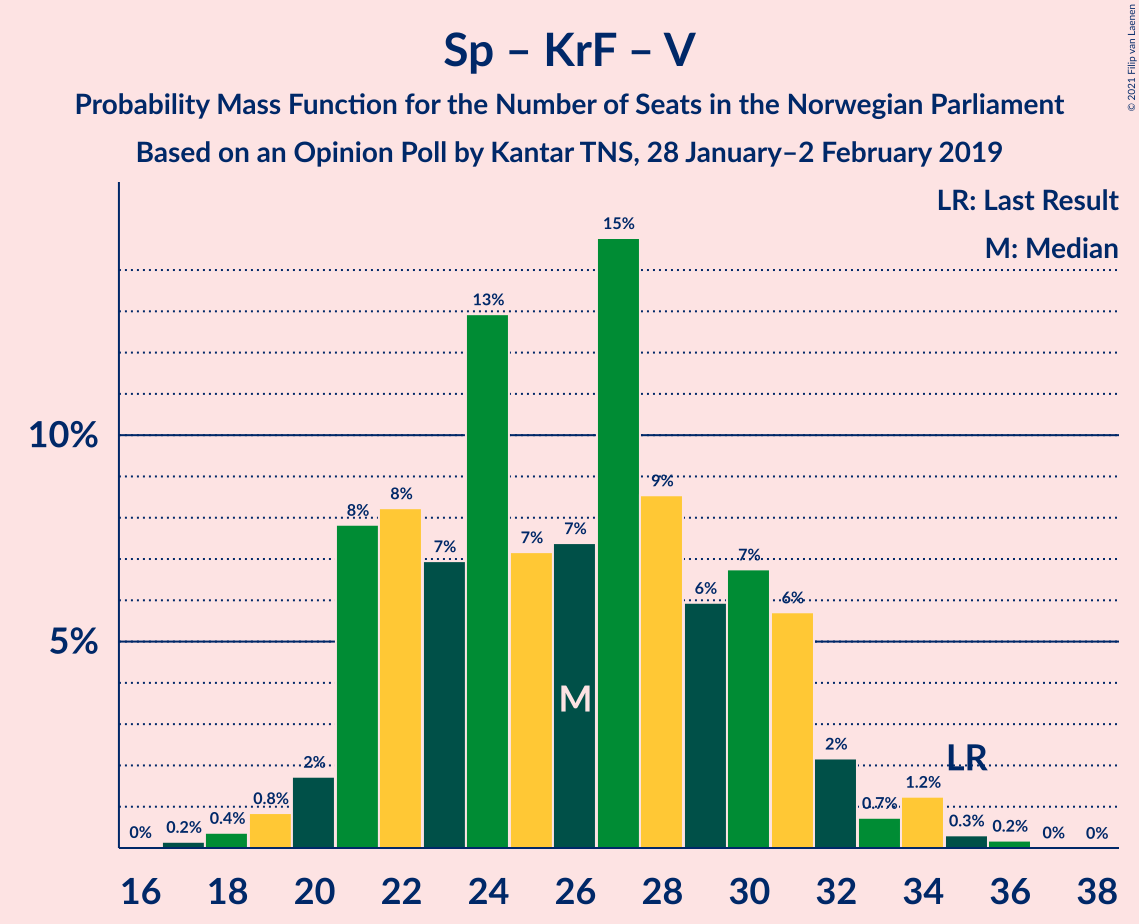 Sp – KrF – V
Probability Mass Function for the Number of Seats in the Norwegian Parliament
Based on an Opinion Poll by Kantar TNS, 28 January–2 February 2019
© 2021 Filip van Laenen
LR: Last Result
M: Median
10%
5%
0%
0.2%
0.4%
0.8%
2%
8%
8%
7%
13%
7%
7%
15%
9%
6%
7%
6%
2%
0.7%
1.2%
0.3%
0.2%
0%
0%
M
LR
16 18 20 22 24 26 28 30 32 34 36 38